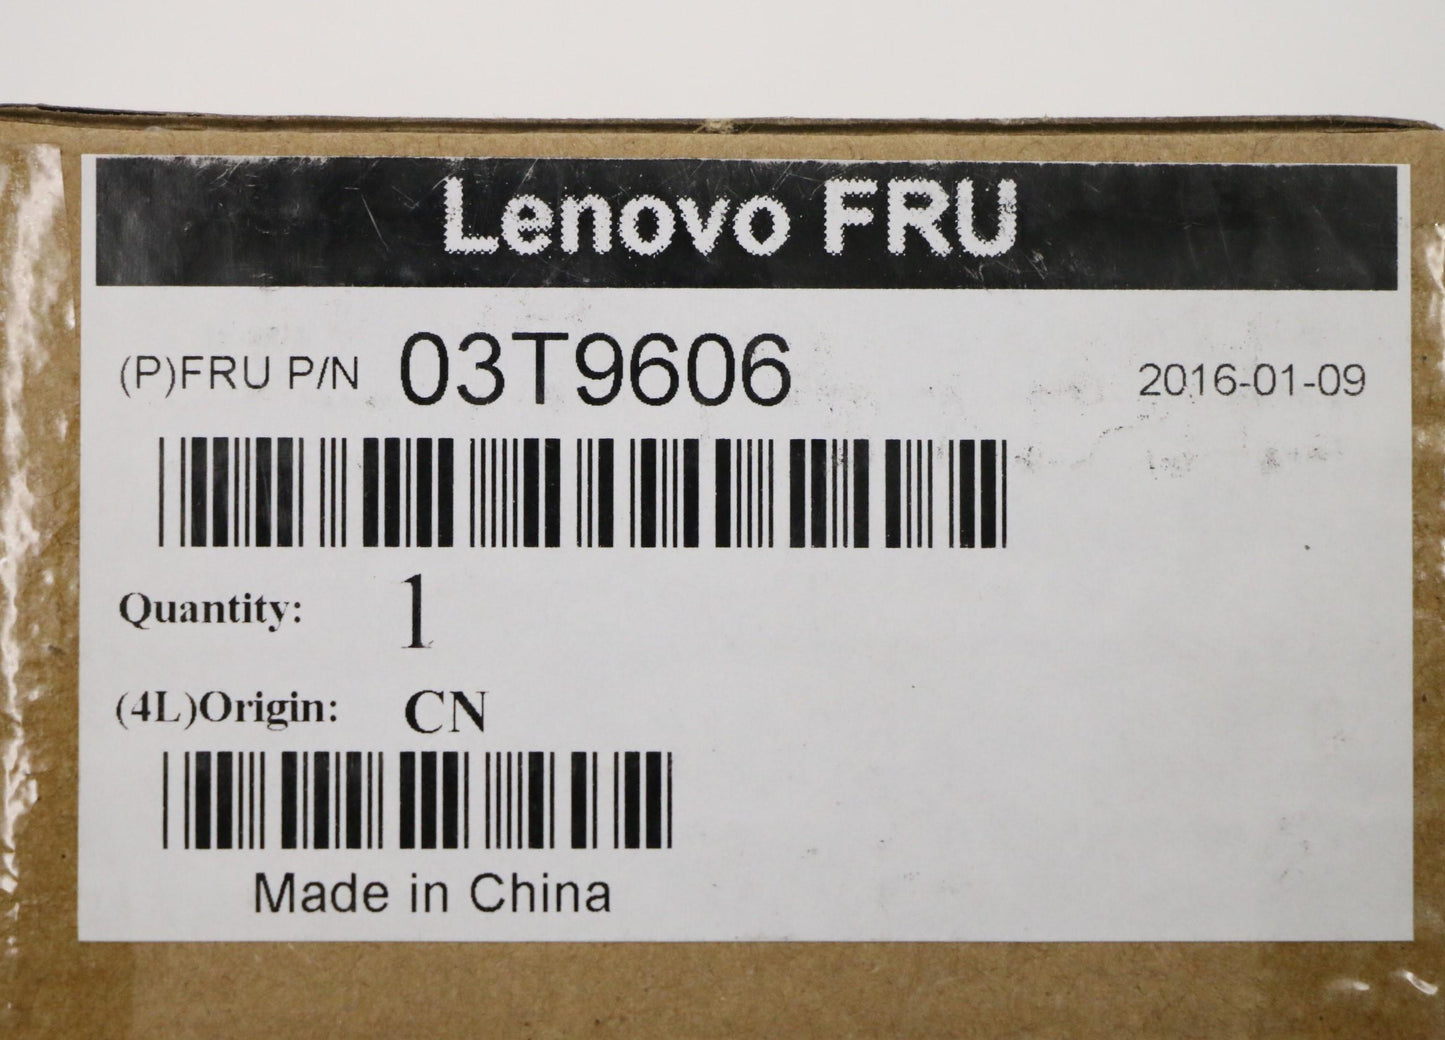 Lenovo FRU
(P)FRU P/N 03T9606 2016-01-09
Quantity: 1
(4L)Origin: CN
Made in China